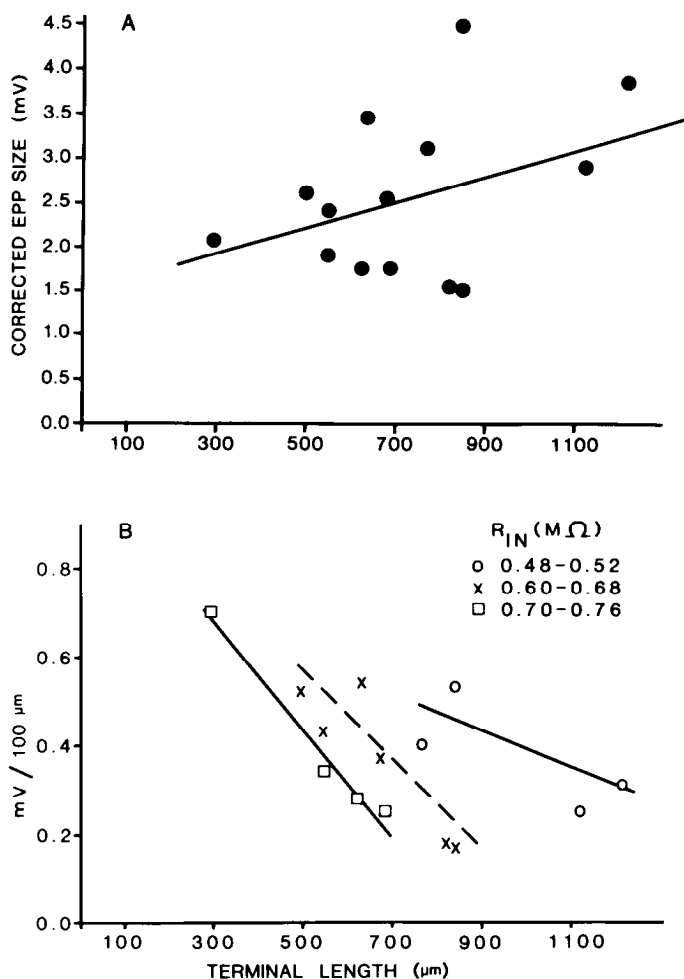 A
CORRECTED EPP SIZE (mV)
4.5
4.0
3.5
3.0
2.5
2.0
1.5
1.0
0.0
100 300 500 700 900 1100
B
R_IN (MΩ)
o 0.48-0.52
x 0.60-0.68
□ 0.70-0.76
mV / 100 µm
0.8
0.6
0.4
0.2
0.0
100 300 500 700 900 1100
TERMINAL LENGTH (µm)